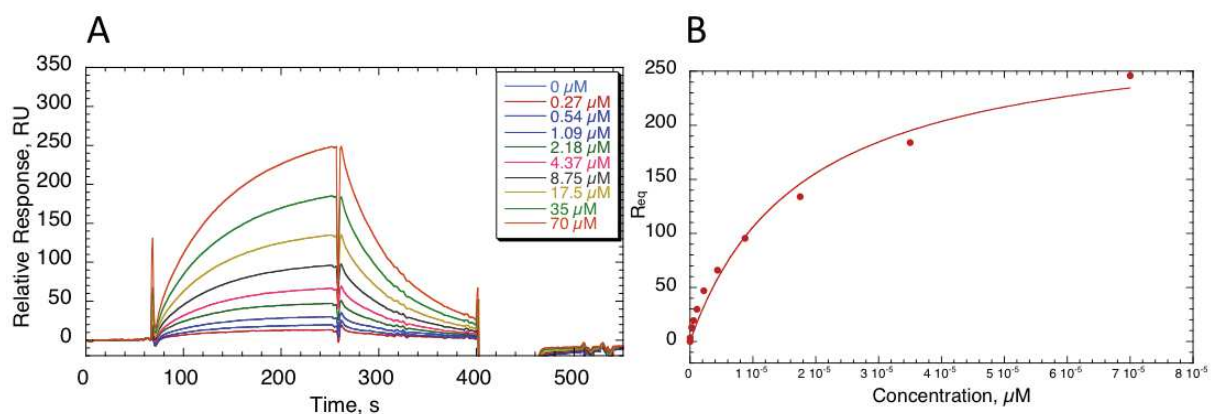 A
B
350
300
250
200
150
100
50
0
Relative Response, RU
0 µM
0.27 µM
0.54 µM
1.09 µM
2.18 µM
4.37 µM
8.75 µM
17.5 µM
35 µM
70 µM
0 100 200 300 400 500
Time, s
250
200
150
100
50
0
R_eq
0 1 10⁻⁵ 2 10⁻⁵ 3 10⁻⁵ 4 10⁻⁵ 5 10⁻⁵ 6 10⁻⁵ 7 10⁻⁵ 8 10⁻⁵
Concentration, µM